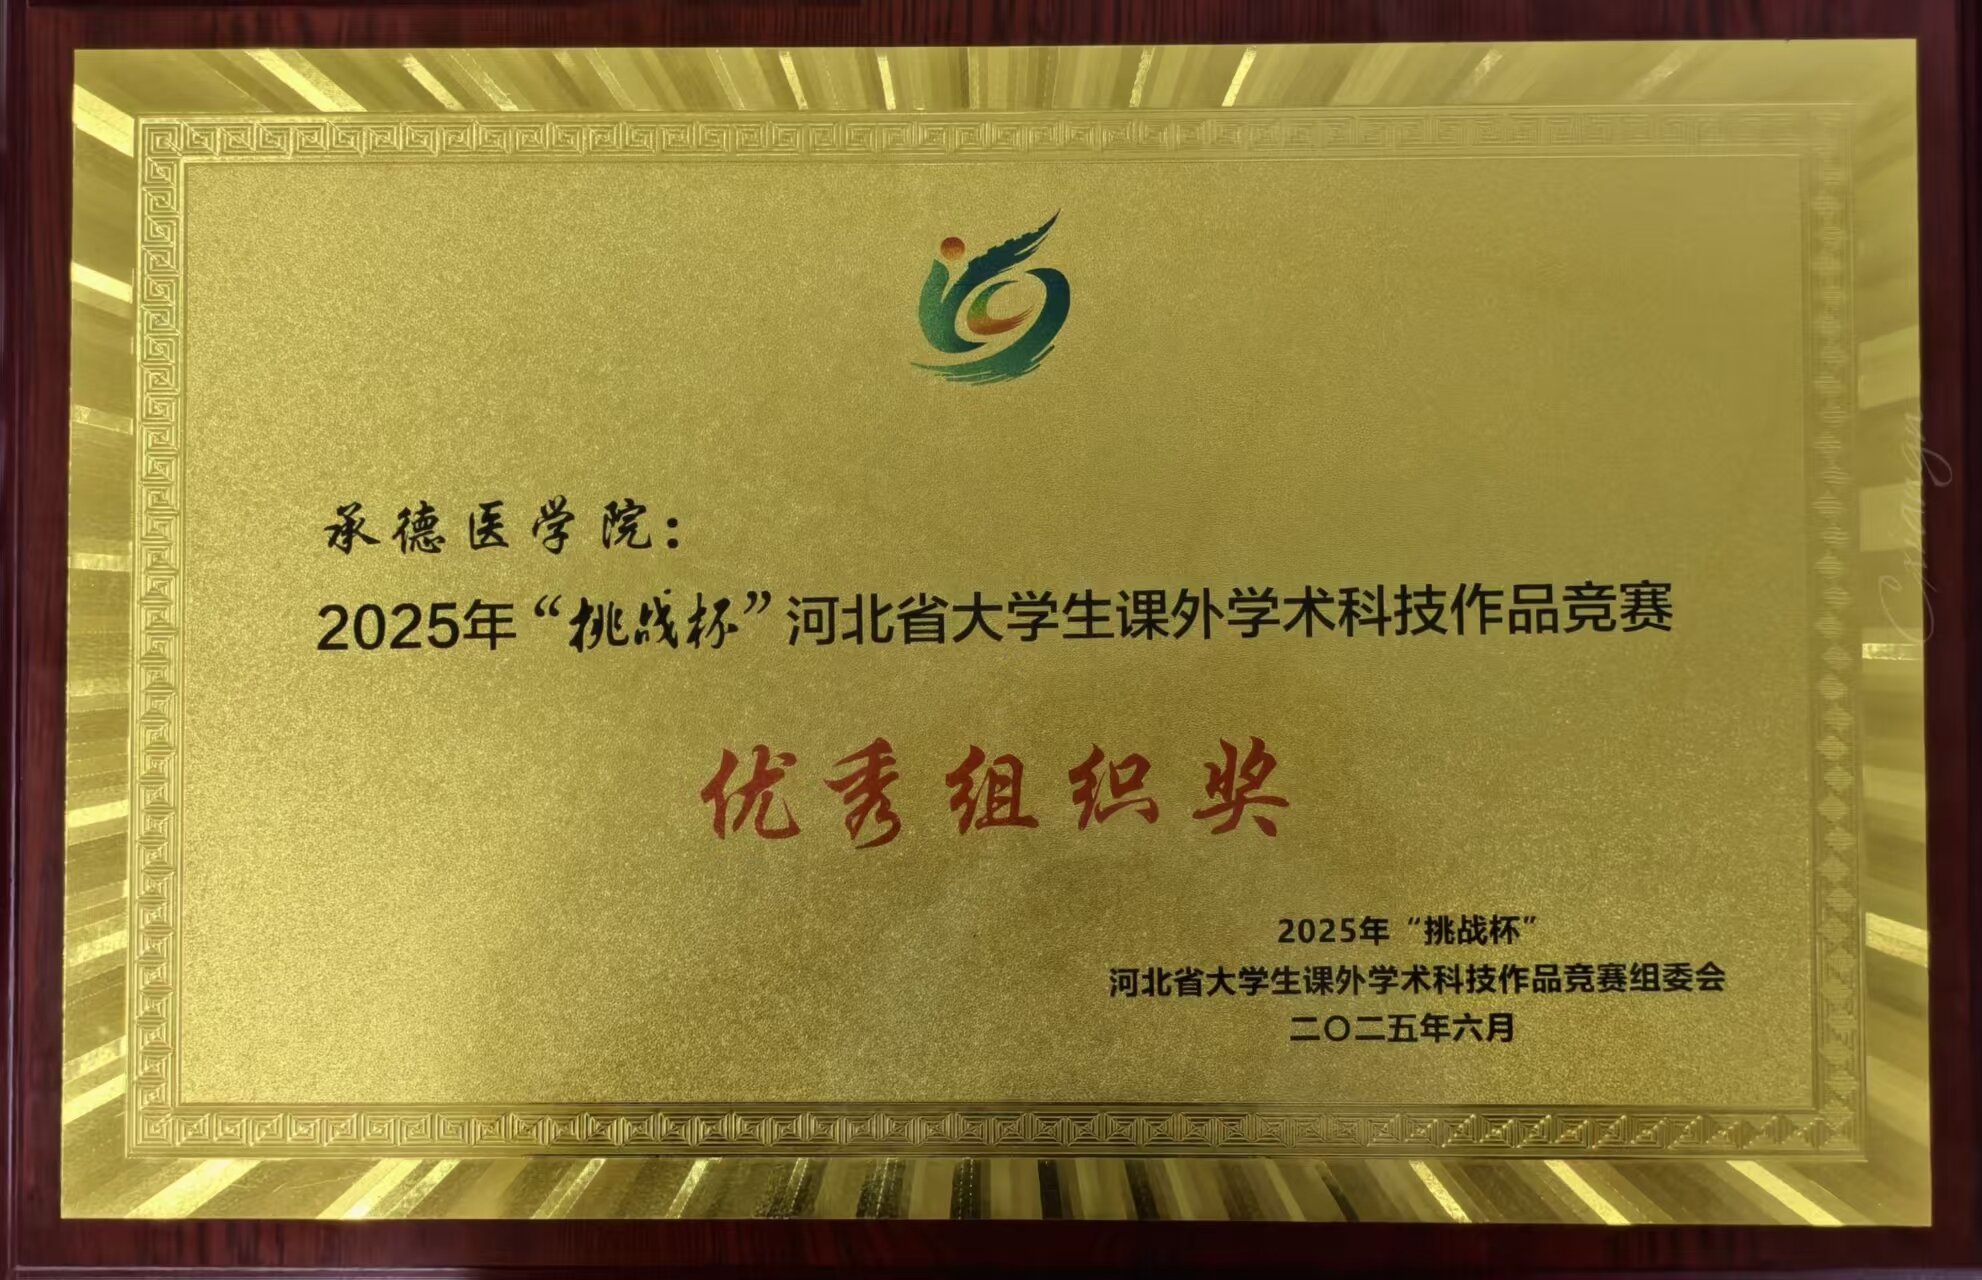 承德医学院：
2025年“挑战杯”河北省大学生课外学术科技作品竞赛
优秀组织奖
2025年“挑战杯”
河北省大学生课外学术科技作品竞赛组委会
二〇二五年六月